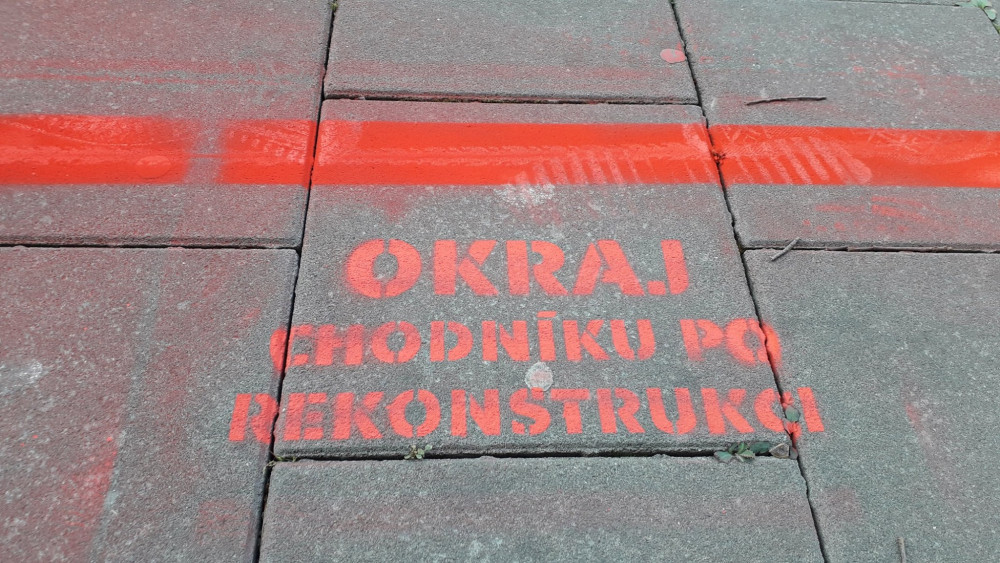 OKRAJ
CHODNÍKU PO
REKONSTRUKCI